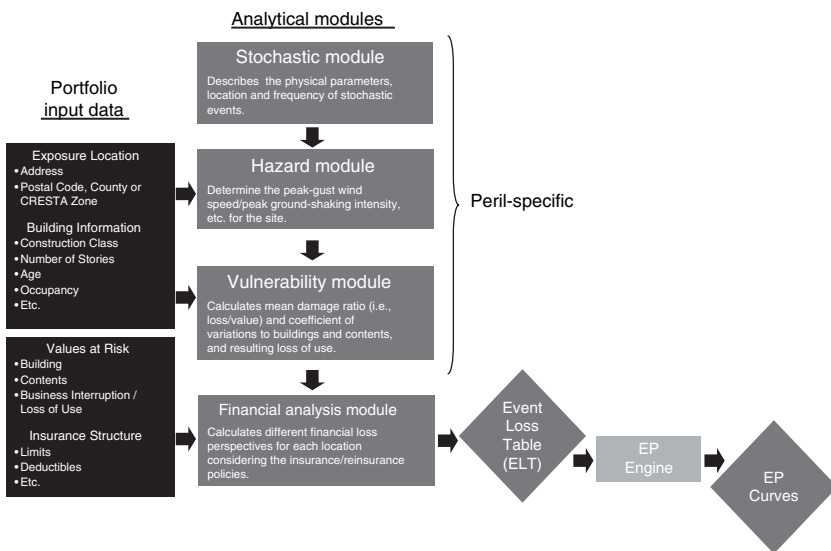 Analytical modules
Stochastic module
Describes the physical parameters,
location and frequency of stochastic
events.
Portfolio
input data
Exposure Location
•Address
•Postal Code, County or
CRESTA Zone
Building Information
•Construction Class
•Number of Stories
•Age
•Occupancy
•Etc.
Hazard module
Determine the peak-gust wind
speed/peak ground-shaking intensity,
etc. for the site.
Peril-specific
Vulnerability module
Calculates mean damage ratio (i.e.,
loss/value) and coefficient of
variations to buildings and contents,
and resulting loss of use.
Values at Risk
•Building
•Contents
•Business Interruption /
Loss of Use
Insurance Structure
•Limits
•Deductibles
•Etc.
Financial analysis module
Calculates different financial loss
perspectives for each location
considering the insurance/reinsurance
policies.
Event
Loss
Table
(ELT)
EP
Engine
EP
Curves